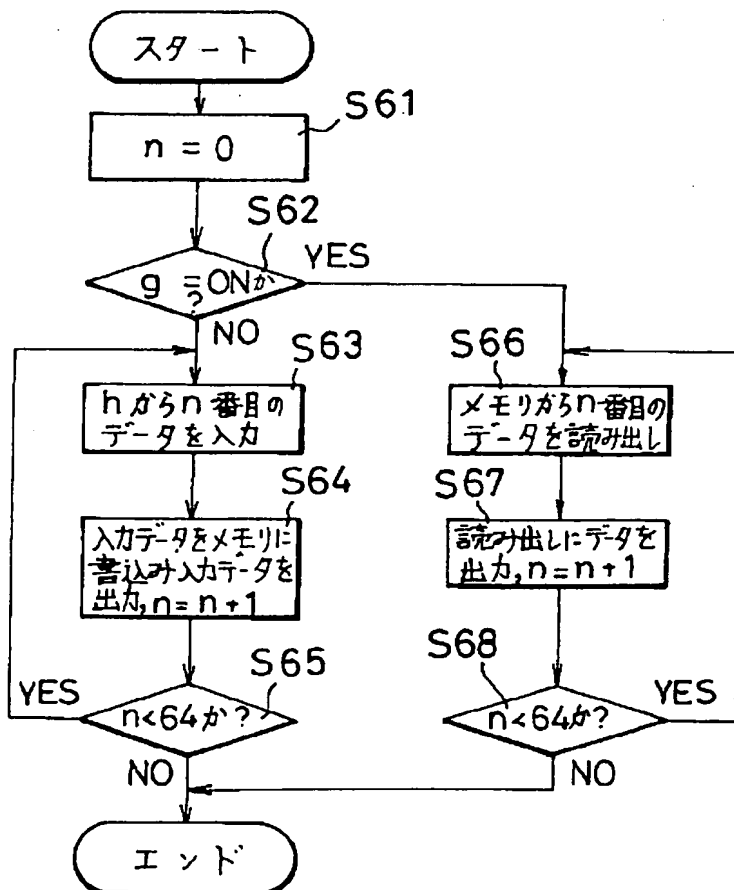 スタート
S61
n = 0
S62
g = ONか
?
YES
NO
S63
hからn番目の
データを入力
S64
入力データをメモリに
書込み入力データを
出力, n = n + 1
S65
n<64か?
YES
NO
S66
メモリからn番目の
データを読み出し
S67
読み出しにデータを
出力, n = n + 1
S68
n<64か?
YES
NO
エンド